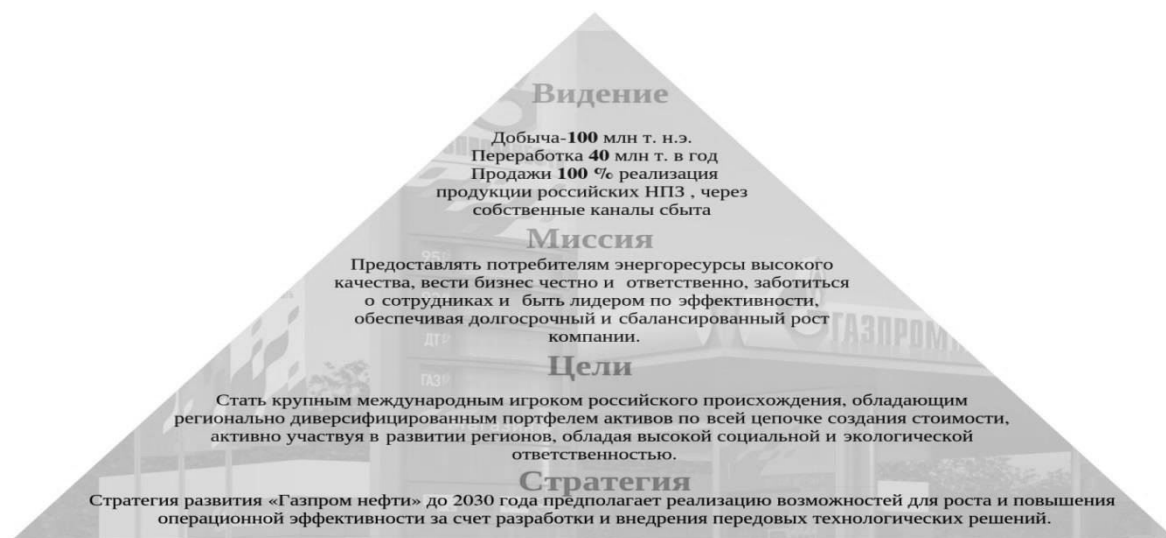 Видение
Добыча-100 млн т. н.э.
Переработка 40 млн т. в год
Продажи 100 % реализация
продукции российских НПЗ , через
собственные каналы сбыта
Миссия
Предоставлять потребителям энергоресурсы высокого
качества, вести бизнес честно и ответственно, заботиться
о сотрудниках и быть лидером по эффективности,
обеспечивая долгосрочный и сбалансированный рост
компании.
Цели
Стать крупным международным игроком российского происхождения, обладающим
регионально диверсифицированным портфелем активов по всей цепочке создания стоимости,
активно участвуя в развитии регионов, обладая высокой социальной и экологической
ответственностью.
Стратегия
Стратегия развития «Газпром нефти» до 2030 года предполагает реализацию возможностей для роста и повышения
операционной эффективности за счет разработки и внедрения передовых технологических решений.